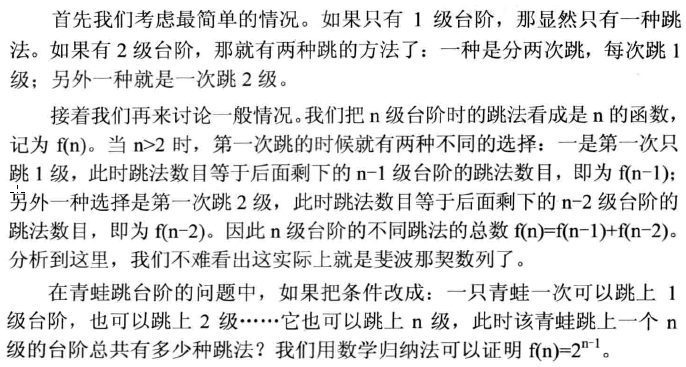 首先我们考虑最简单的情况。如果只有 1 级台阶，那显然只有一种跳
法。如果有 2 级台阶，那就有两种跳的方法了：一种是分两次跳，每次跳 1
级；另外一种就是一次跳 2 级。
接着我们再来讨论一般情况。我们把 n 级台阶时的跳法看成是 n 的函数，
记为 f(n)。当 n>2 时，第一次跳的时候就有两种不同的选择：一是第一次只
跳 1 级，此时跳法数目等于后面剩下的 n−1 级台阶的跳法数目，即为 f(n−1)；
另外一种选择是第一次跳 2 级，此时跳法数目等于后面剩下的 n−2 级台阶的
跳法数目，即为 f(n−2)。因此 n 级台阶的不同跳法的总数 f(n)=f(n−1)+f(n−2)。
分析到这里，我们不难看出这实际上就是斐波那契数列了。
在青蛙跳台阶的问题中，如果把条件改成：一只青蛙一次可以跳上 1
级台阶，也可以跳上 2 级……它也可以跳上 n 级，此时该青蛙跳上一个 n
级的台阶总共有多少种跳法？我们用数学归纳法可以证明 f(n)=2ⁿ⁻¹。